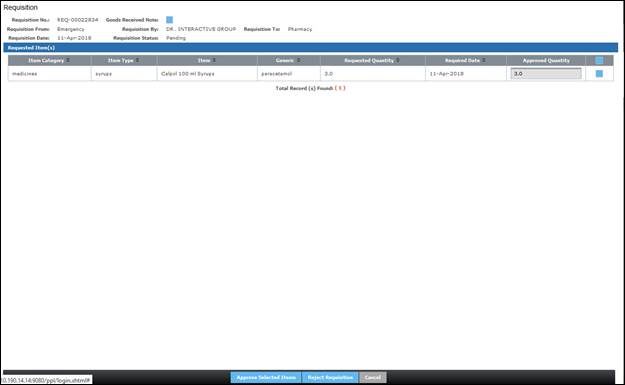 Requisition
Requisition No.: REQ-00022834 Goods Received Note:
Requisition From: Emergency Requisition By: DR . INTERACTIVE GROUP Requisition To: Pharmacy
Requisition Date: 11-Apr-2018 Requisition Status: Pending
Requested Item(s)
Item Category Item Type Item Generic Requested Quantity Required Date Approved Quantity
medicines syrups Calpol 100 ml Syrups paracetamol 3.0 11-Apr-2018 3.0
Total Record (s) Found: ( 1 )
Approve Selected Items Reject Requisition Cancel
10.190.14.14:9080/ppl/login.xhtml#